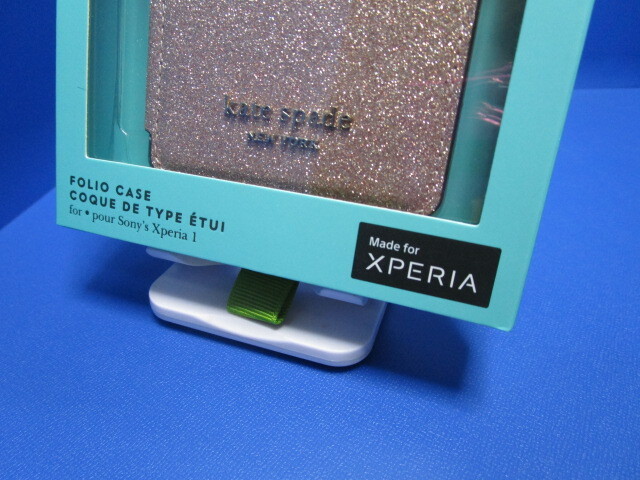 kate spade
NEW YORK
FOLIO CASE
COQUE DE TYPE ÉTUI
for • pour Sony's Xperia 1
Made for
XPERIA